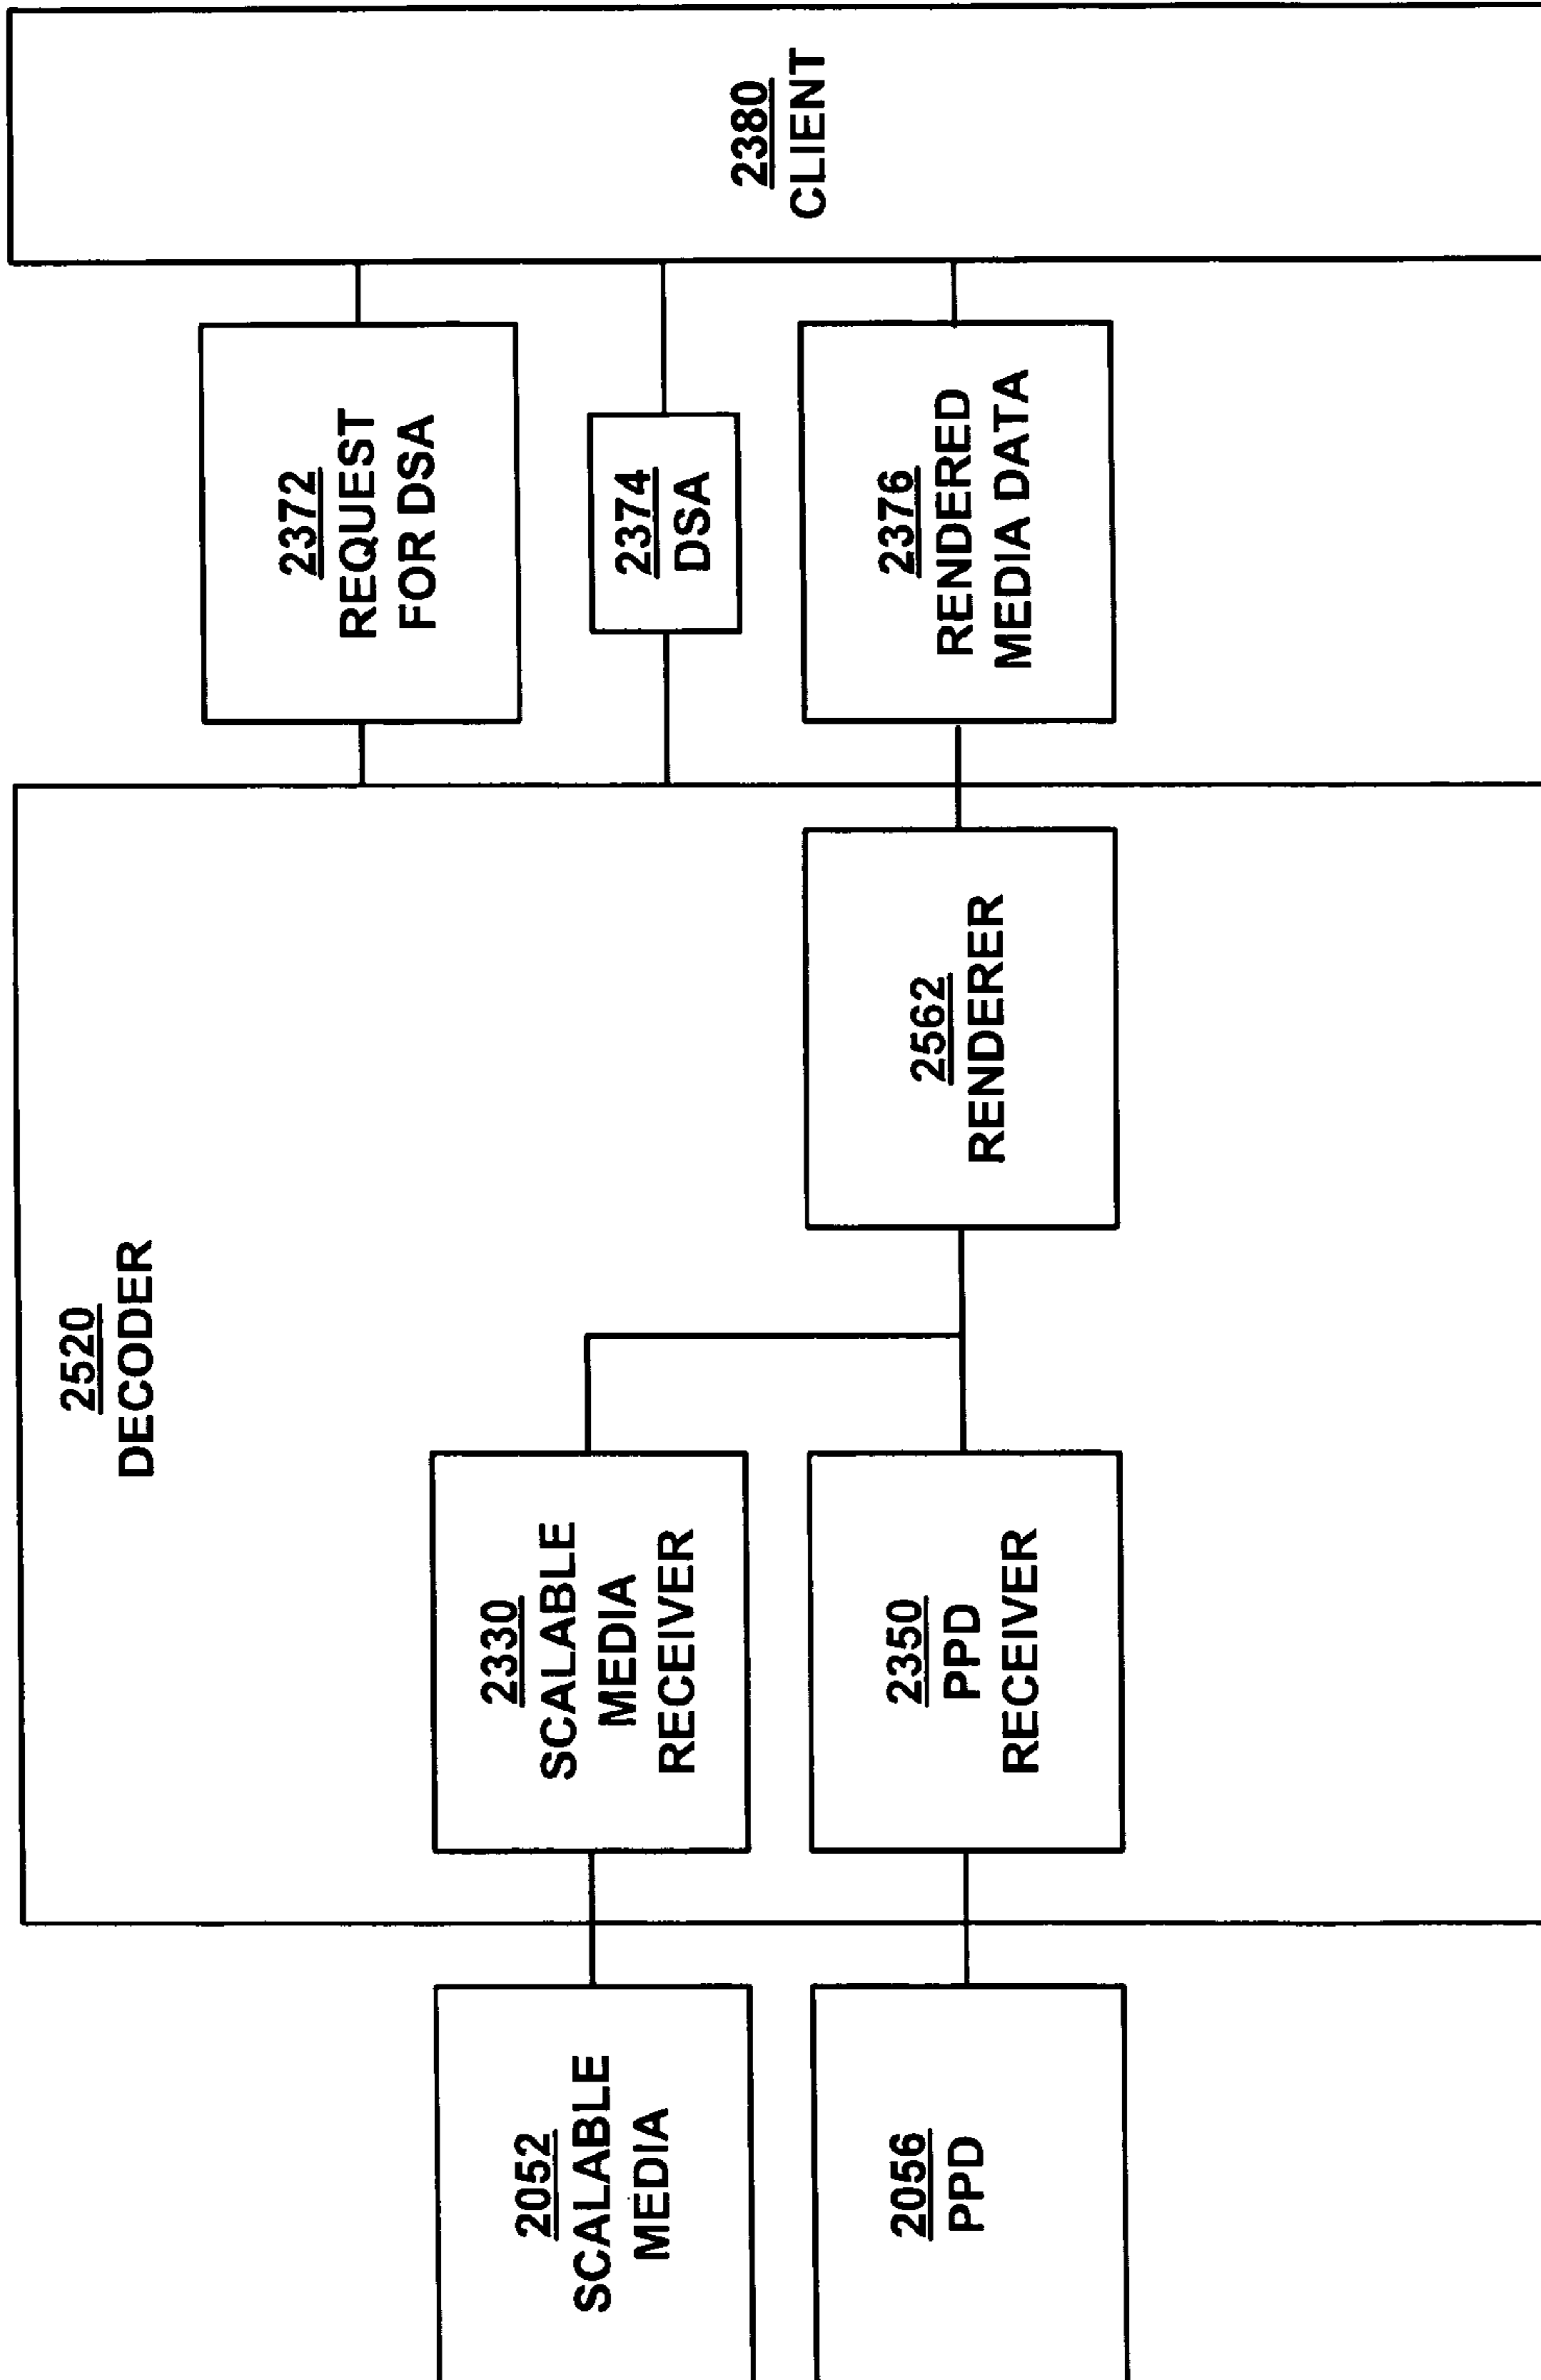 2520
DECODER
2052
SCALABLE
MEDIA
2330
SCALABLE
MEDIA
RECEIVER
2056
PPD
2350
PPD
RECEIVER
2562
RENDERER
2372
REQUEST
FOR DSA
2374
DSA
2376
RENDERED
MEDIA DATA
2380
CLIENT